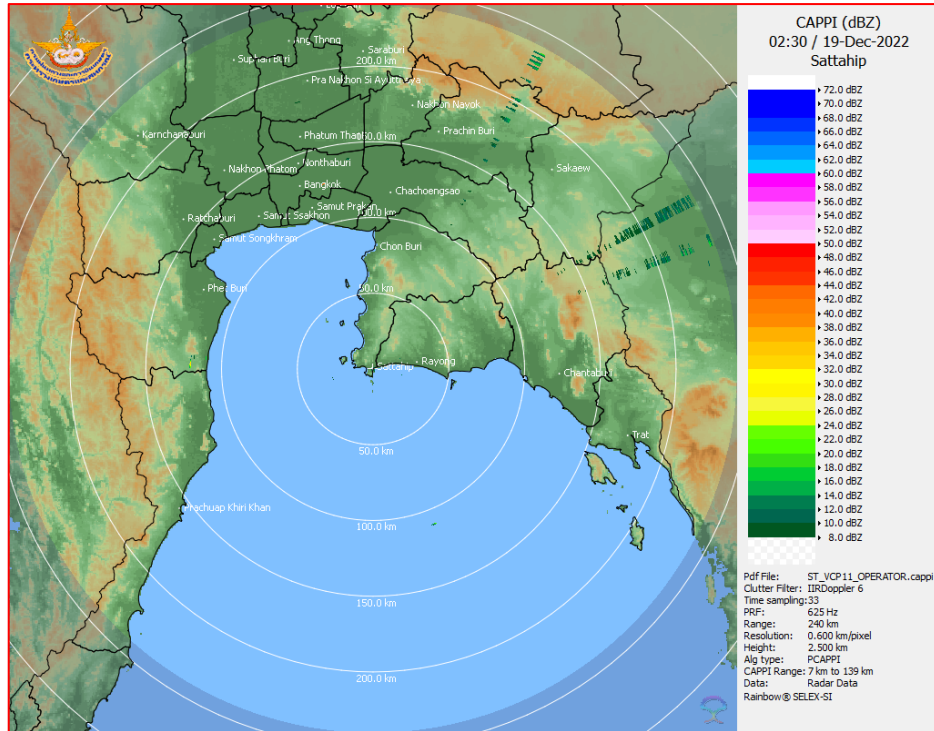 CAPPI (dBZ)
02:30 / 19-Dec-2022
Sattahip
72.0 dBZ
70.0 dBZ
68.0 dBZ
66.0 dBZ
64.0 dBZ
62.0 dBZ
60.0 dBZ
58.0 dBZ
56.0 dBZ
54.0 dBZ
52.0 dBZ
50.0 dBZ
48.0 dBZ
46.0 dBZ
44.0 dBZ
42.0 dBZ
40.0 dBZ
38.0 dBZ
36.0 dBZ
34.0 dBZ
32.0 dBZ
30.0 dBZ
28.0 dBZ
26.0 dBZ
24.0 dBZ
22.0 dBZ
20.0 dBZ
18.0 dBZ
16.0 dBZ
14.0 dBZ
12.0 dBZ
10.0 dBZ
8.0 dBZ
Pdf File: ST_VCP11_OPERATOR.cappi
Clutter Filter: IIRDoppler 6
Time sampling:33
PRF: 625 Hz
Range: 240 km
Resolution: 0.600 km/pixel
Height: 2.500 km
Alg type: PCAPPI
CAPPI Range: 7 km to 139 km
Data: Radar Data
Rainbow® SELEX-SI
Ang Thong
Saraburi
Suphan Buri
200.0 km
Pra Nakhon Si Ayutthaya
Nakhon Nayok
Karnchanaburi
Phatum Thani
Prachin Buri
Nonthaburi
Nakhon Phatom
Sakaew
Bangkok
Chachoengsao
Samut Prakan
100.0 km
Ratchaburi
Samut Ssakhon
Samut Songkhram
Chon Buri
Phet Buri
50.0 km
Rayong
Sattahip
Chantaburi
Trat
50.0 km
Prachuap Khiri Khan
100.0 km
150.0 km
200.0 km